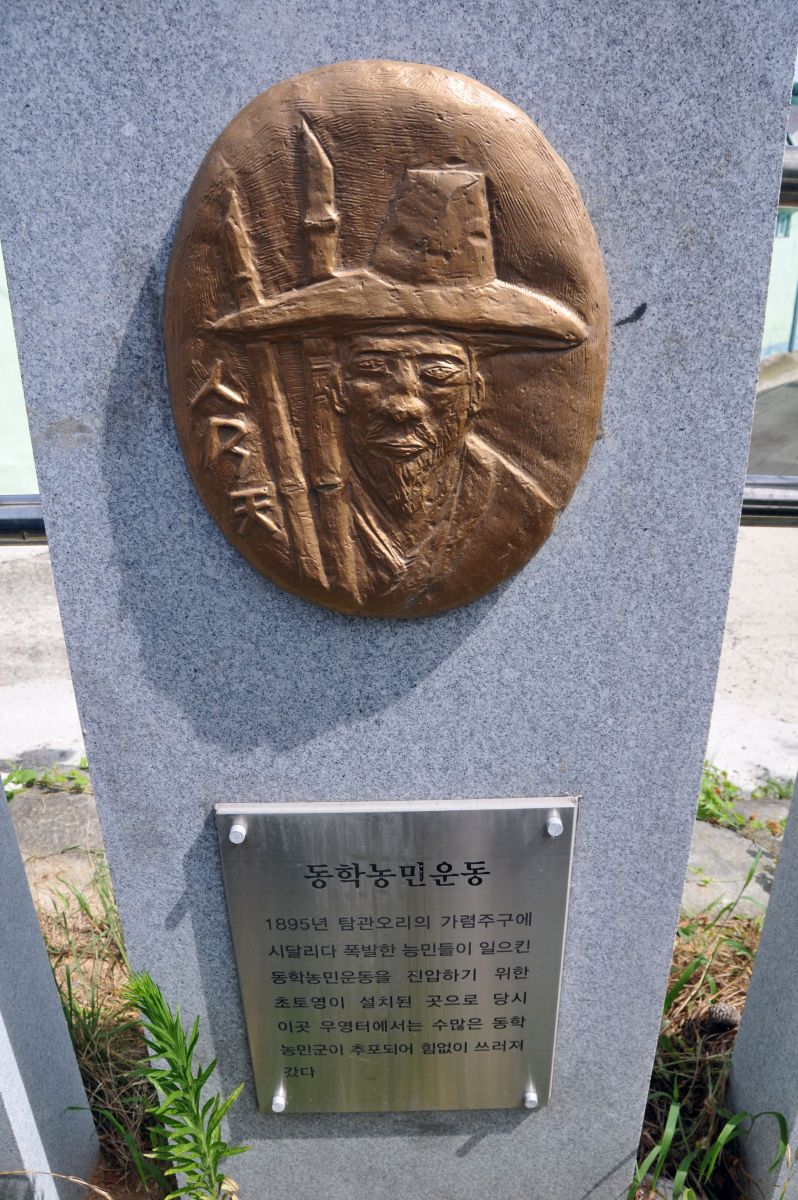 人
乃
天
동학농민운동
1895년 탐관오리의 가렴주구에
시달리다 폭발한 농민들이 일으킨
동학농민운동을 진압하기 위한
초토영이 설치된 곳으로 당시
이곳 우영터에서는 수많은 동학
농민군이 추포되어 힘없이 쓰러져
갔다